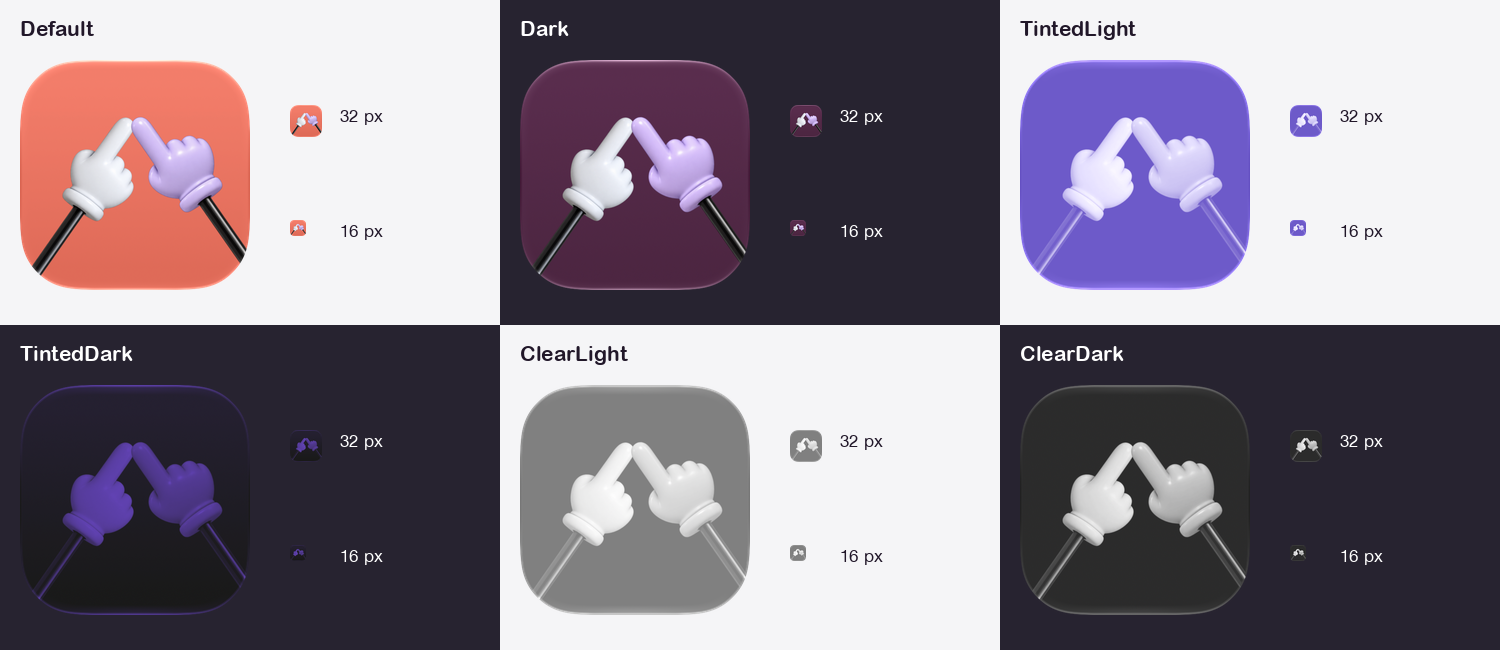 Default
32 px
16 px
Dark
32 px
16 px
TintedLight
32 px
16 px
TintedDark
32 px
16 px
ClearLight
32 px
16 px
ClearDark
32 px
16 px